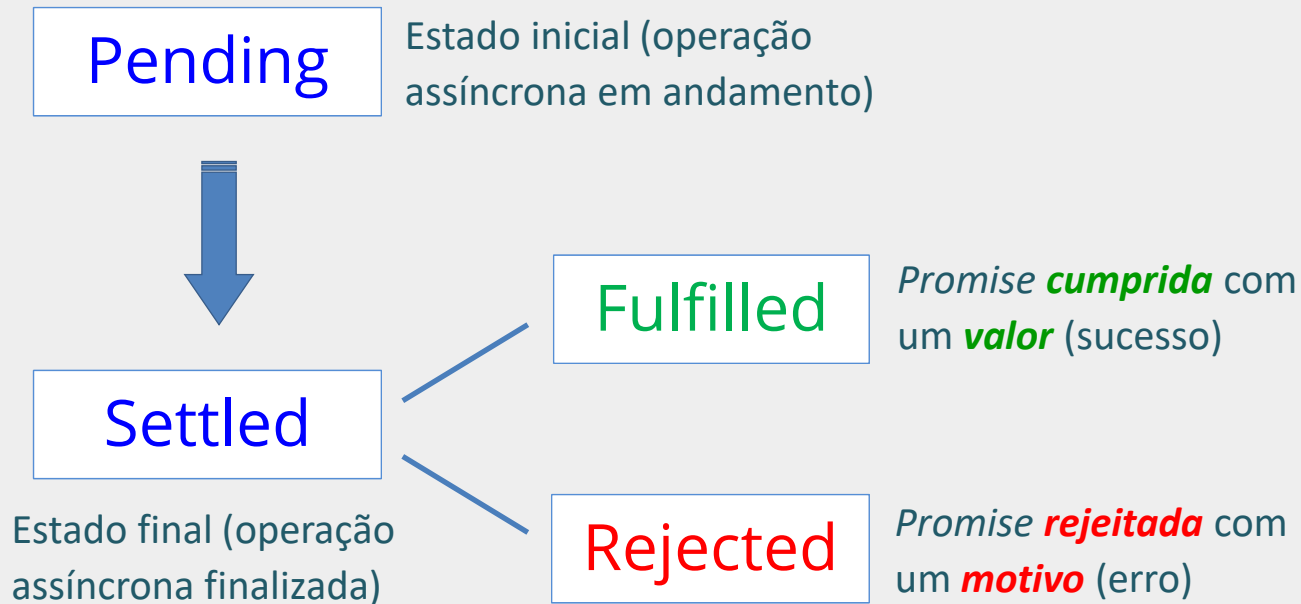 Pending
Estado inicial (operação
assíncrona em andamento)
Fulfilled
Promise cumprida com
um valor (sucesso)
Settled
Estado final (operação
assíncrona finalizada)
Rejected
Promise rejeitada com
um motivo (erro)